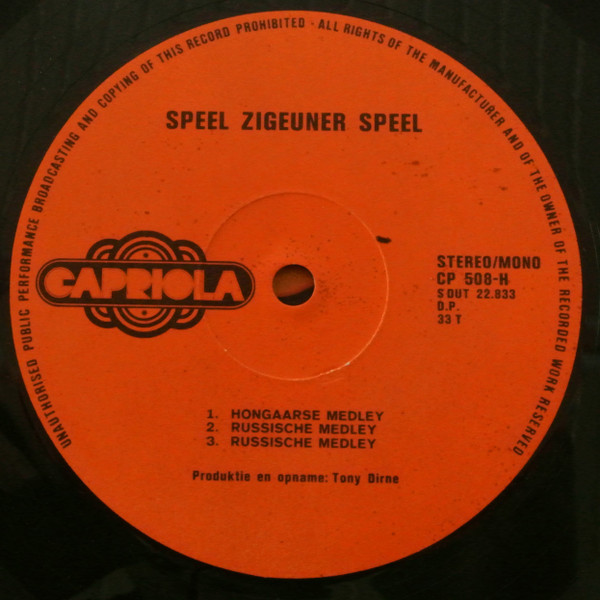 UNAUTHORISED PUBLIC PERFORMANCE BROADCASTING AND COPYING OF THIS RECORD PROHIBITED · ALL RIGHTS OF THE MANUFACTURER AND OF THE OWNER OF THE RECORDED WORK RESERVED
SPEEL ZIGEUNER SPEEL
CAPRIOLA
STEREO/MONO
CP 508-H
SOUT 22.833
D.P.
33 T
1. HONGAARSE MEDLEY
2. RUSSISCHE MEDLEY
3. RUSSISCHE MEDLEY
Produktie en opname: Tony Dirne